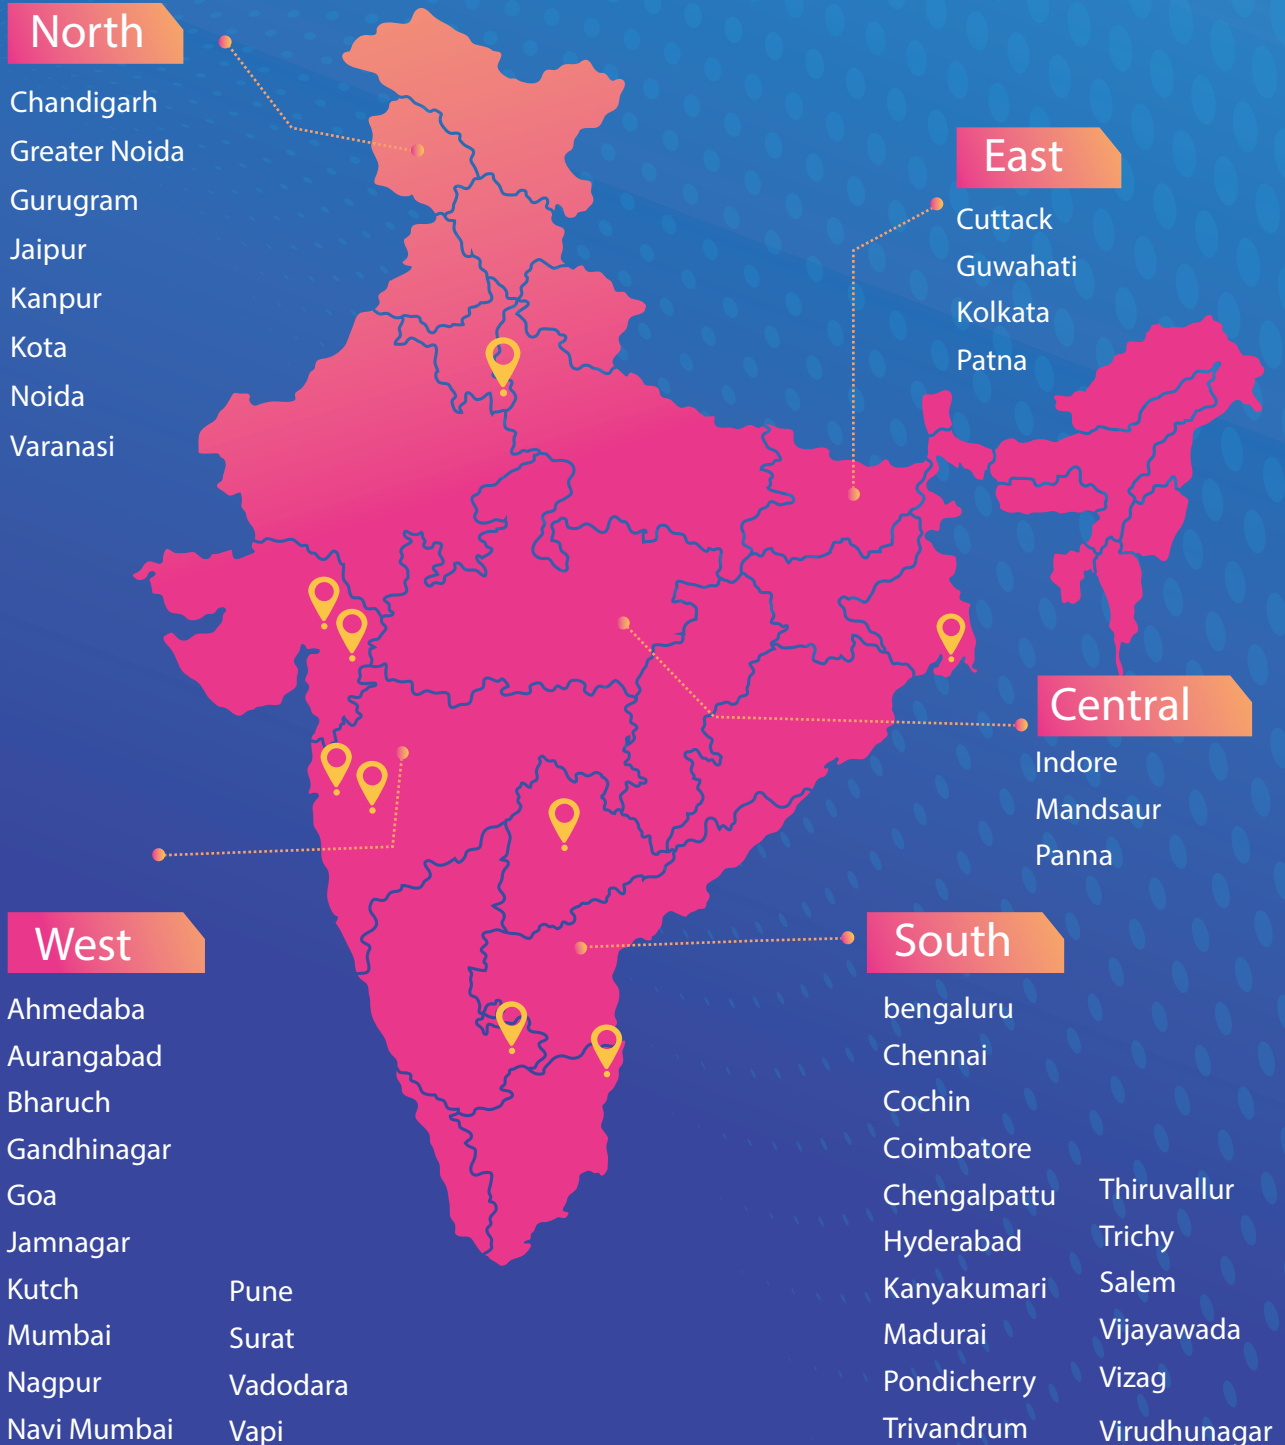 North
Chandigarh
Greater Noida
Gurugram
Jaipur
Kanpur
Kota
Noida
Varanasi
East
Cuttack
Guwahati
Kolkata
Patna
Central
Indore
Mandsaur
Panna
West
Ahmedaba
Aurangabad
Bharuch
Gandhinagar
Goa
Jamnagar
Kutch
Mumbai
Nagpur
Navi Mumbai
Pune
Surat
Vadodara
Vapi
South
bengaluru
Chennai
Cochin
Coimbatore
Chengalpattu
Hyderabad
Kanyakumari
Madurai
Pondicherry
Trivandrum
Thiruvallur
Trichy
Salem
Vijayawada
Vizag
Virudhunagar